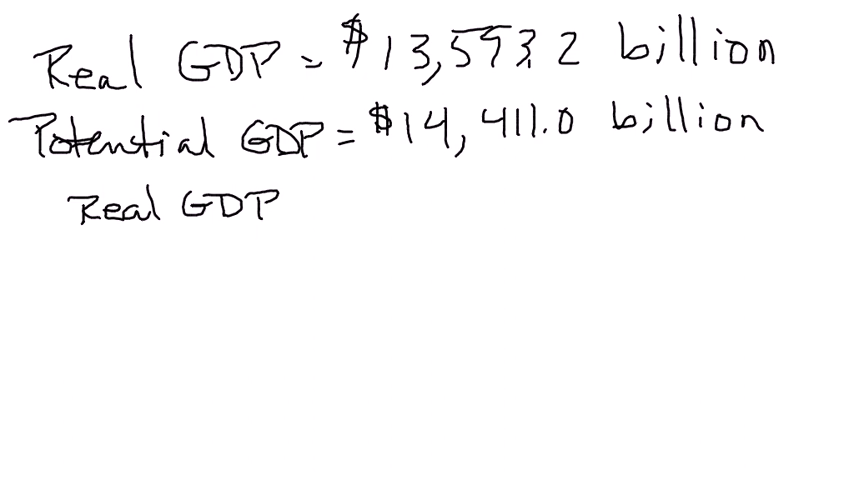 Real GDP = $13,593.2 billion
Potential GDP = $14,411.0 billion
Real GDP